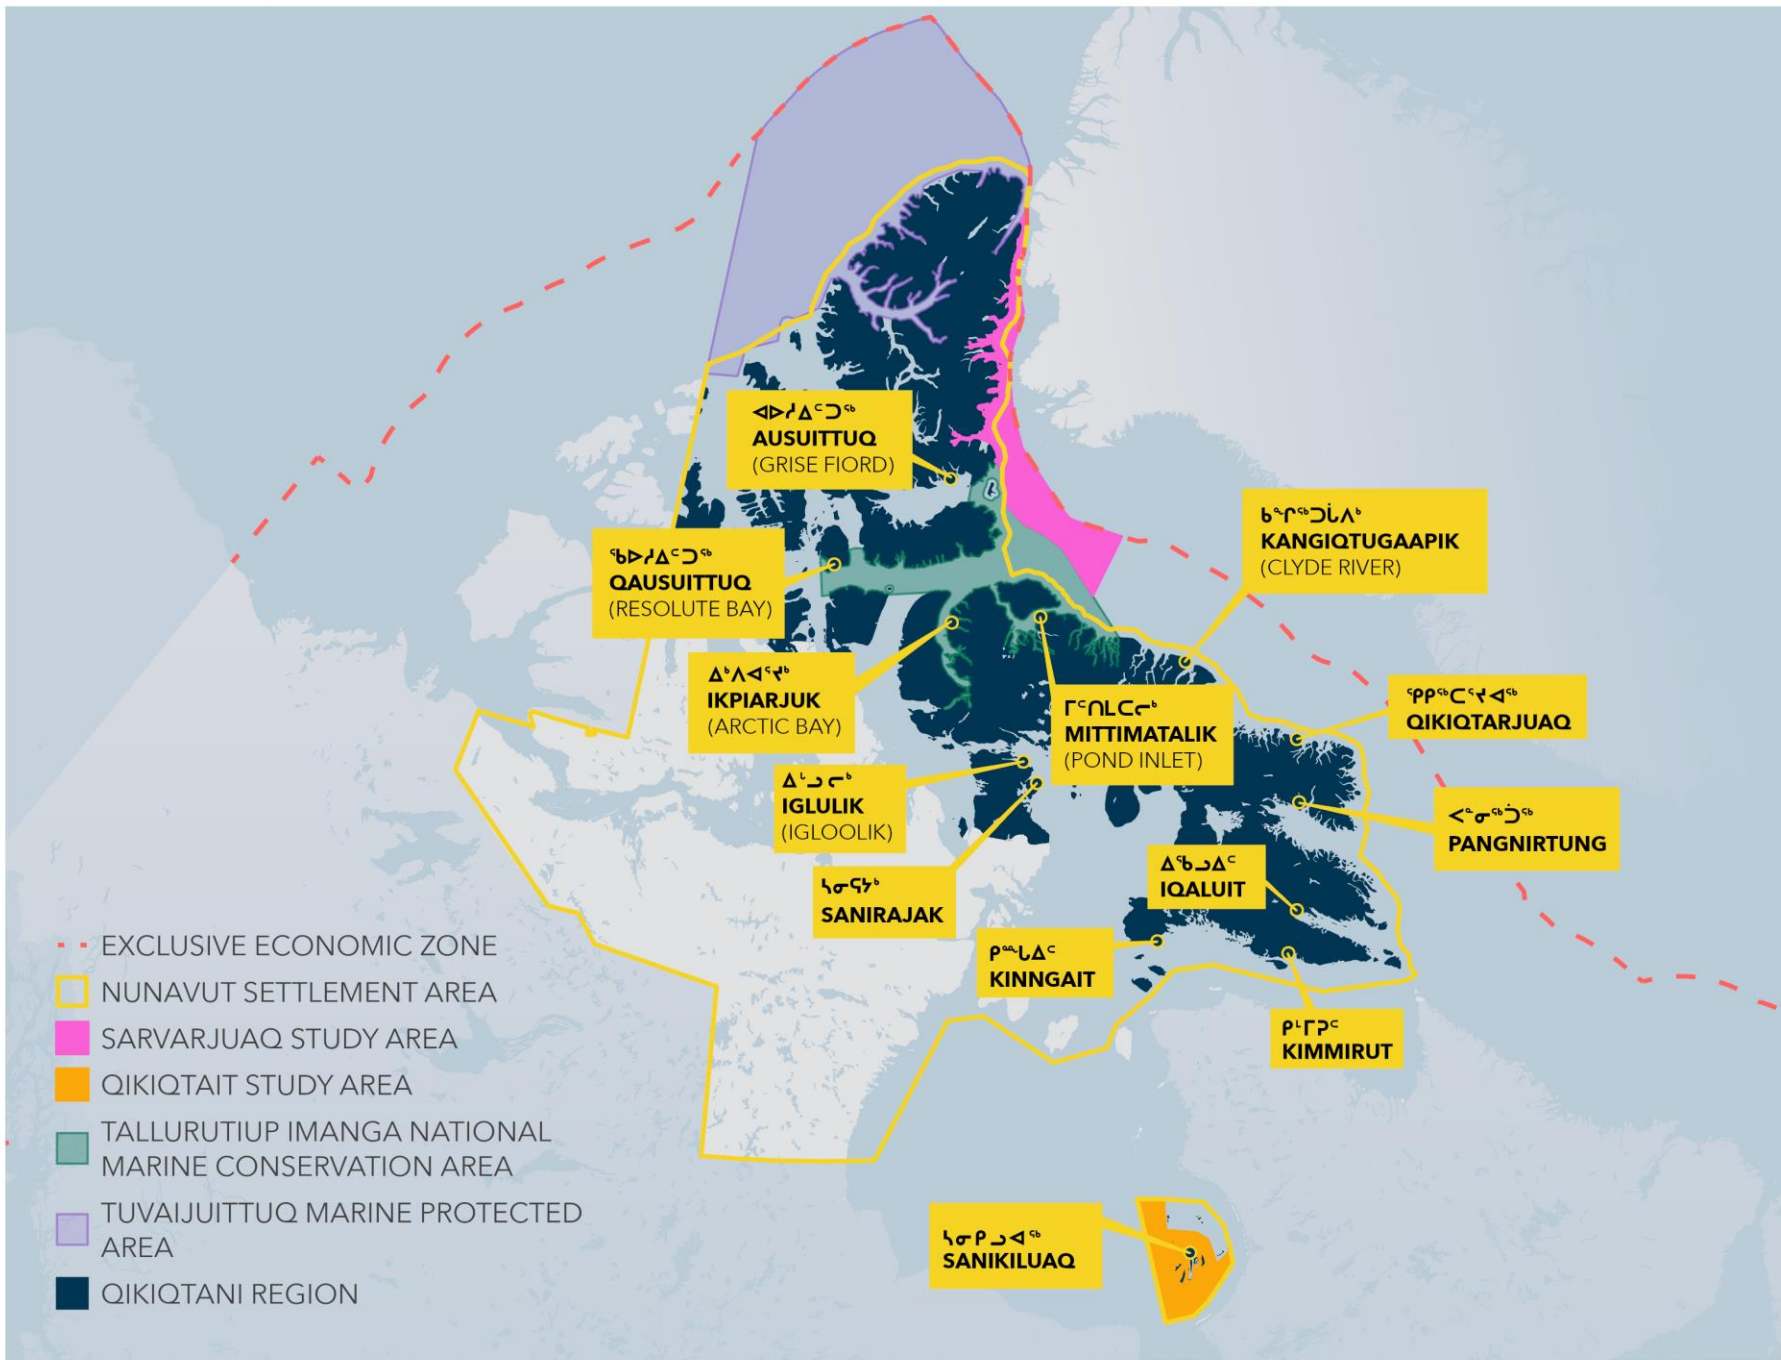 ᐊᐅᓱᐃᑦᑐᖅ
AUSUITTUQ
(GRISE FIORD)
ᖃᐅᓱᐃᑦᑐᖅ
QAUSUITTUQ
(RESOLUTE BAY)
ᑲᖏᖅᑐᒑᐱᒃ
KANGIQTUGAAPIK
(CLYDE RIVER)
ᐃᒃᐱᐊᕐᔪᒃ
IKPIARJUK
(ARCTIC BAY)
ᒥᑦᑎᒪᑕᓕᒃ
MITTIMATALIK
(POND INLET)
ᕿᑭᖅᑕᕐᔪᐊᖅ
QIKIQTARJUAQ
ᐃᒡᓗᓕᒃ
IGLULIK
(IGLOOLIK)
ᐸᓐᓂᖅᑑᖅ
PANGNIRTUNG
ᓴᓂᕋᔭᒃ
SANIRAJAK
ᐃᖃᓗᐃᑦ
IQALUIT
ᑭᙵᐃᑦ
KINNGAIT
ᑭᒻᒥᕈᑦ
KIMMIRUT
ᓴᓂᑭᓗᐊᖅ
SANIKILUAQ
EXCLUSIVE ECONOMIC ZONE
NUNAVUT SETTLEMENT AREA
SARVARJUAQ STUDY AREA
QIKIQTAIT STUDY AREA
TALLURUTIUP IMANGA NATIONAL
MARINE CONSERVATION AREA
TUVAIJUITTUQ MARINE PROTECTED
AREA
QIKIQTANI REGION